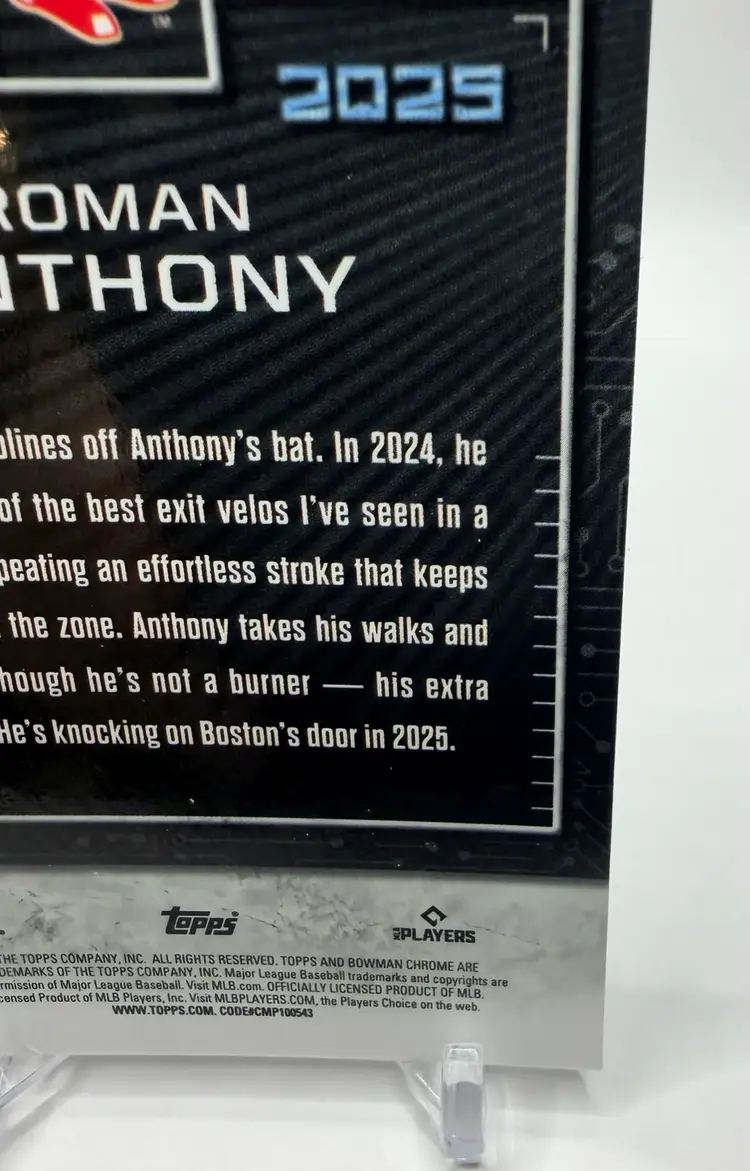 TM
2025
ROMAN
NTHONY
plines off Anthony's bat. In 2024, he
of the best exit velos I've seen in a
peating an effortless stroke that keeps
the zone. Anthony takes his walks and
hough he's not a burner — his extra
He's knocking on Boston's door in 2025.
topps
MLB PLAYERS
THE TOPPS COMPANY, INC. ALL RIGHTS RESERVED. TOPPS AND BOWMAN CHROME ARE
DEMARKS OF THE TOPPS COMPANY, INC. Major League Baseball trademarks and copyrights are
rmission of Major League Baseball. Visit MLB.com. OFFICIALLY LICENSED PRODUCT OF MLB.
censed Product of MLB Players, Inc. Visit MLBPLAYERS.COM, the Players Choice on the web.
WWW.TOPPS.COM. CODE#CMP100543